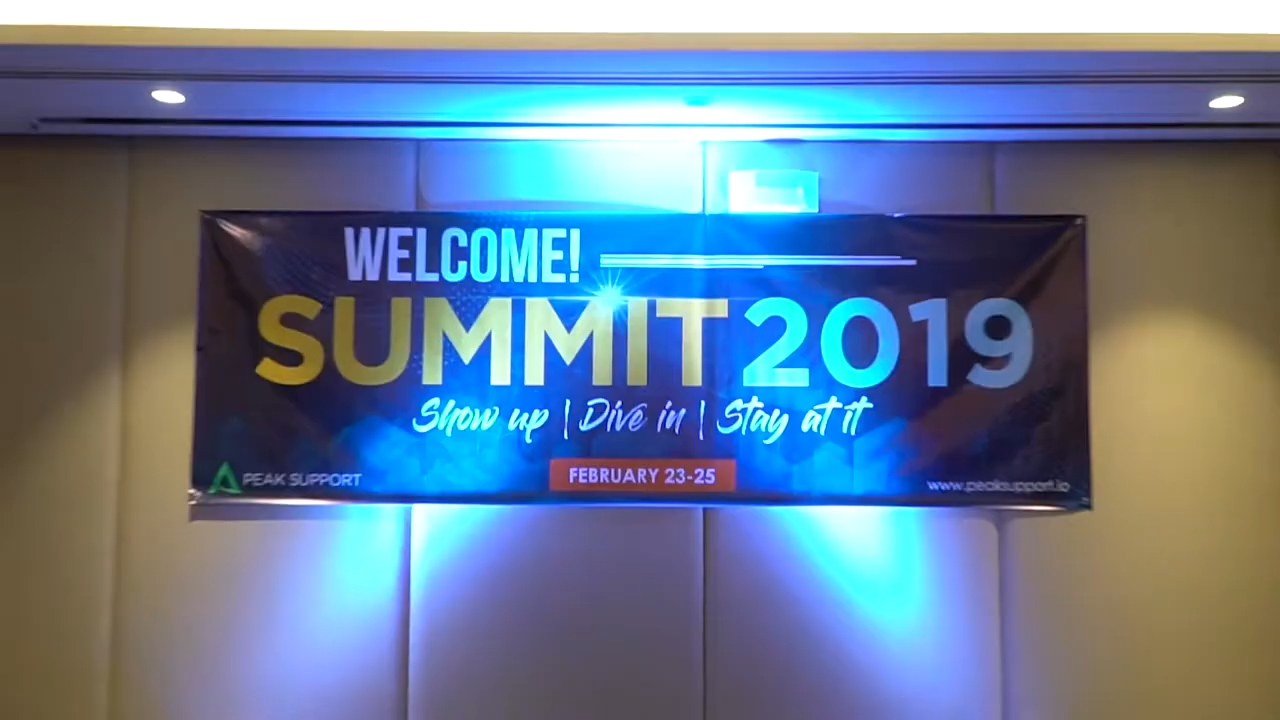 WELCOME!
SUMMIT 2019
Show up | Dive in | Stay at it
FEBRUARY 23-25
PEAK SUPPORT
www.peaksupport.io